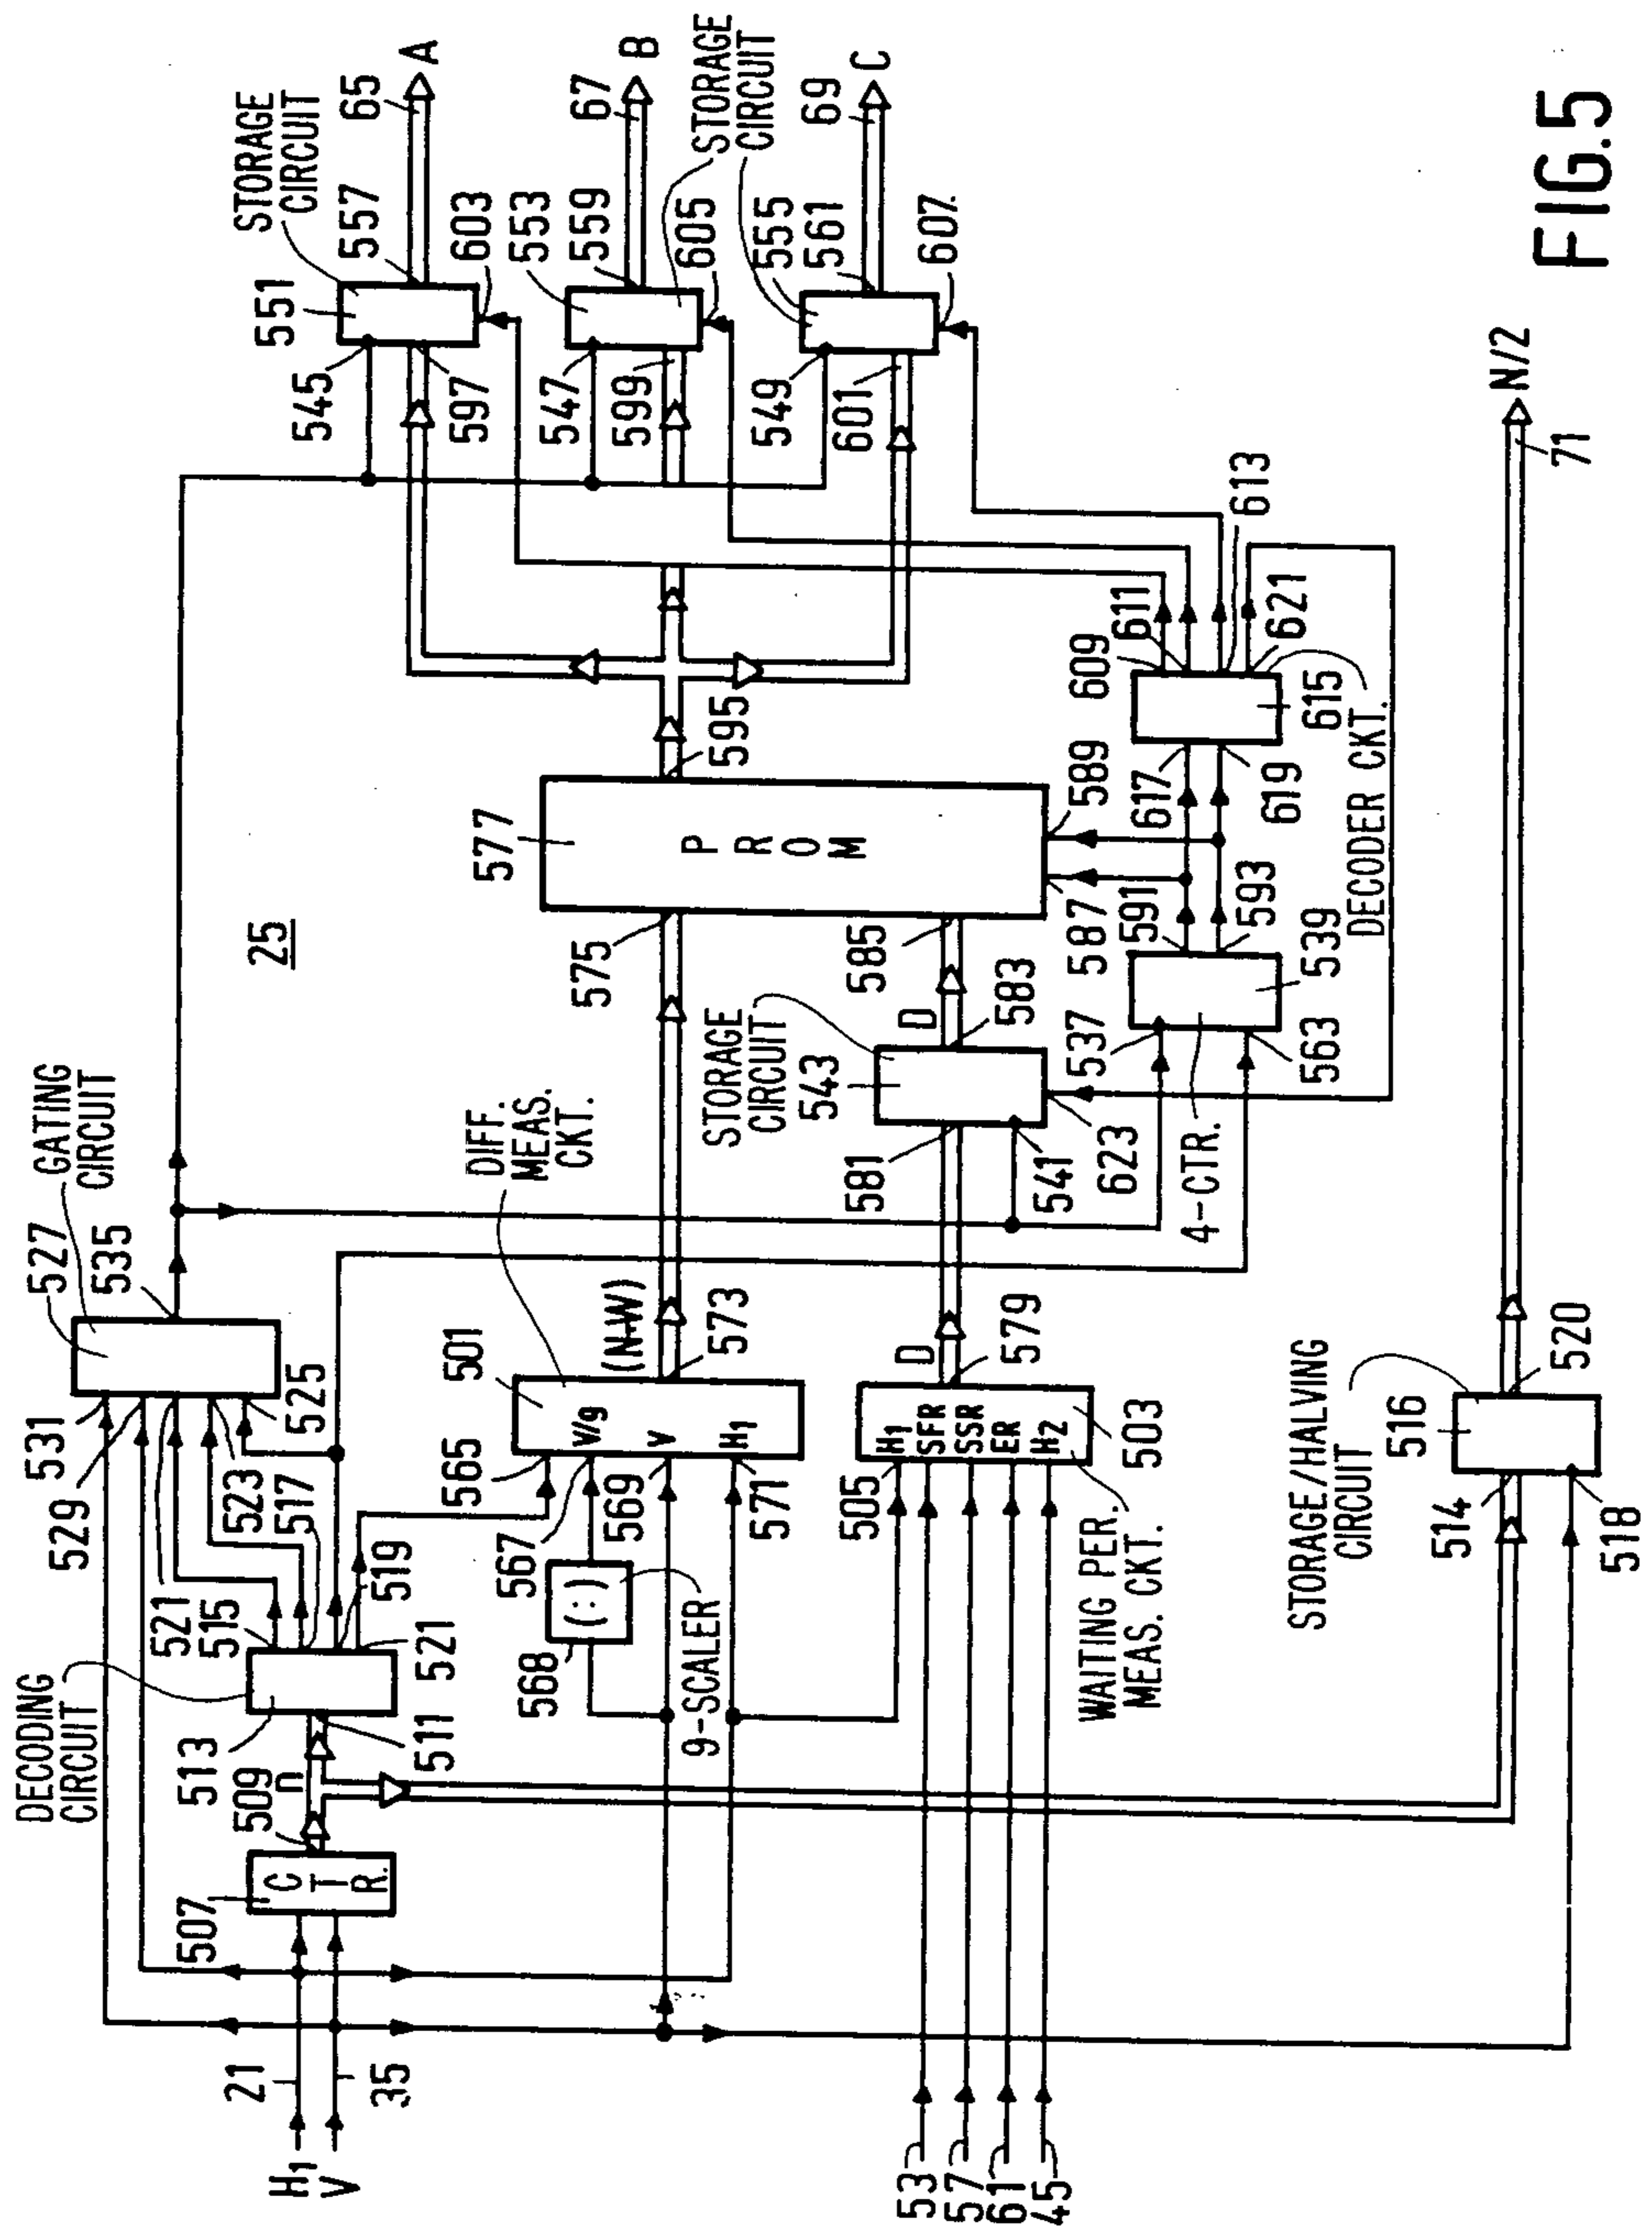 H1
V
21
35
507
C T R.
509
n
511
513
DECODING
CIRCUIT
515
517
519
521
521
523
525
529
531
527
535
GATING
CIRCUIT
25
565
567
568
(:)
9-SCALER
569
571
501
V/9
V
H1
(N-W)
573
DIFF.
MEAS.
CKT.
575
577
P R O M
595
53
57
61
45
505
H1
SFR
SSR
ER
H2
503
WAITING PER.
MEAS. CKT.
D
579
581
541
623
543
STORAGE
CIRCUIT
D
583
585
587
589
537
563
4-CTR.
539
591
593
617
619
609
611
613
621
615
DECODER CKT.
545
597
551
STORAGE
CIRCUIT
557
603
65
A
547
599
553
559
605
67
B
STORAGE
CIRCUIT
549
601
555
561
607.
69
C
514
518
516
STORAGE/HALVING
CIRCUIT
520
71
N/2
FIG.5